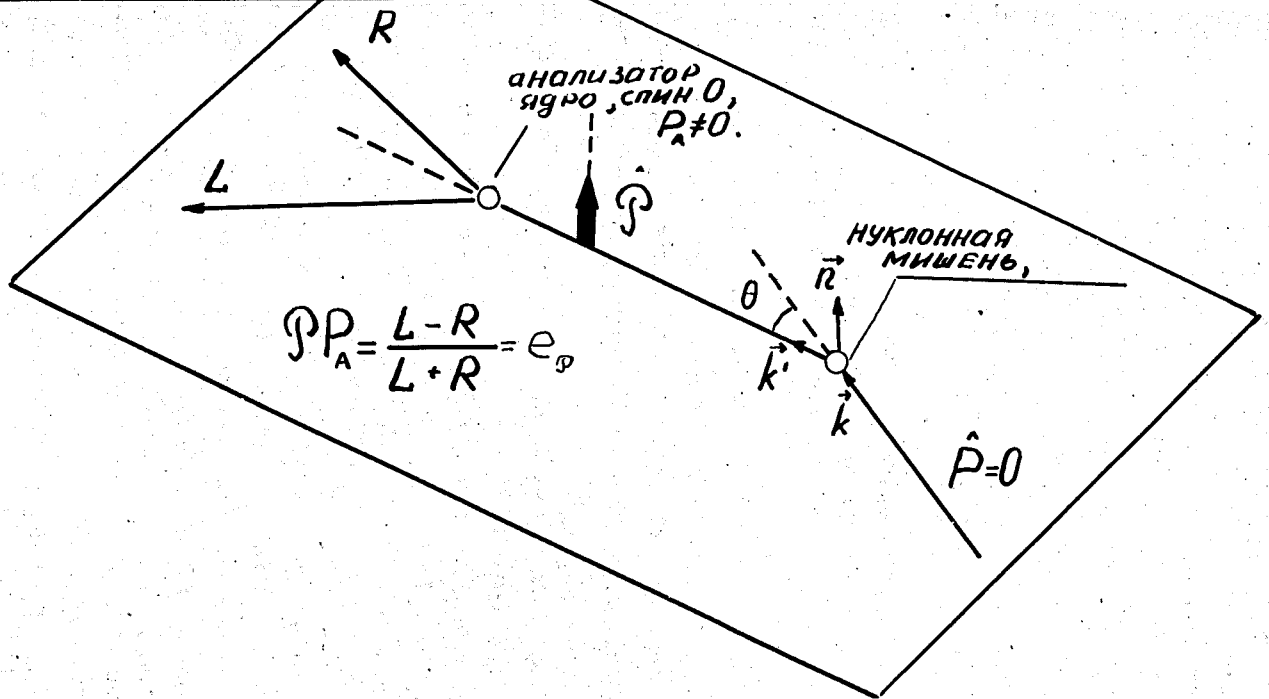 R
анализатор
ядро, спин 0,
P_A≠0.
L
𝒫̂
нуклонная
мишень,
n⃗
θ
𝒫P_A = (L - R)/(L + R) = e_𝒫
k⃗'
k⃗
P̂=0